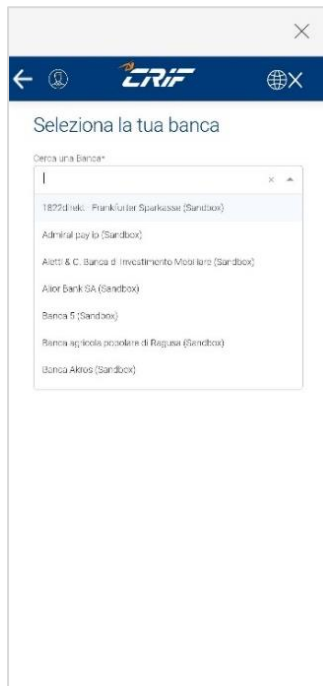 CRIF
Seleziona la tua banca
Cerca una Banca*
1822direkt - Frankfurter Sparkasse (Sandbox)
Admiral pay ip (Sandbox)
Aletti & C. Banca di Investimento Mobiliare (Sandbox)
Alior Bank SA (Sandbox)
Banca 5 (Sandbox)
Banca agricola popolare di Ragusa (Sandbox)
Banca Akros (Sandbox)